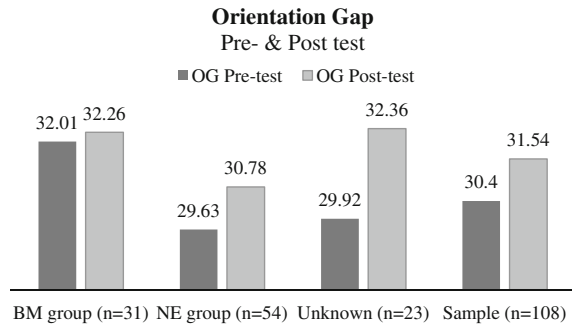 Orientation Gap
Pre- & Post test
OG Pre-test OG Post-test
32.01 32.26 29.63 30.78 29.92 32.36 30.4 31.54
BM group (n=31) NE group (n=54) Unknown (n=23) Sample (n=108)